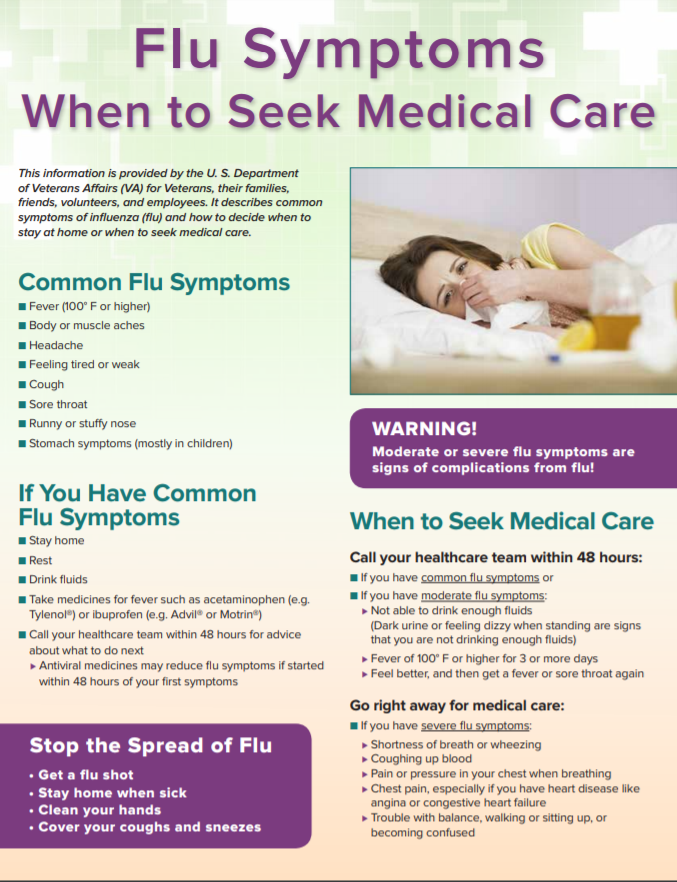 Flu Symptoms
When to Seek Medical Care
This information is provided by the U. S. Department
of Veterans Affairs (VA) for Veterans, their families,
friends, volunteers, and employees. It describes common
symptoms of influenza (flu) and how to decide when to
stay at home or when to seek medical care.
Common Flu Symptoms
■ Fever (100° F or higher)
■ Body or muscle aches
■ Headache
■ Feeling tired or weak
■ Cough
■ Sore throat
■ Runny or stuffy nose
■ Stomach symptoms (mostly in children)
If You Have Common
Flu Symptoms
■ Stay home
■ Rest
■ Drink fluids
■ Take medicines for fever such as acetaminophen (e.g.
Tylenol®) or ibuprofen (e.g. Advil® or Motrin®)
■ Call your healthcare team within 48 hours for advice
about what to do next
▶ Antiviral medicines may reduce flu symptoms if started
within 48 hours of your first symptoms
Stop the Spread of Flu
• Get a flu shot
• Stay home when sick
• Clean your hands
• Cover your coughs and sneezes
WARNING!
Moderate or severe flu symptoms are
signs of complications from flu!
When to Seek Medical Care
Call your healthcare team within 48 hours:
■ If you have common flu symptoms or
■ If you have moderate flu symptoms:
▶ Not able to drink enough fluids
(Dark urine or feeling dizzy when standing are signs
that you are not drinking enough fluids)
▶ Fever of 100° F or higher for 3 or more days
▶ Feel better, and then get a fever or sore throat again
Go right away for medical care:
■ If you have severe flu symptoms:
▶ Shortness of breath or wheezing
▶ Coughing up blood
▶ Pain or pressure in your chest when breathing
▶ Chest pain, especially if you have heart disease like
angina or congestive heart failure
▶ Trouble with balance, walking or sitting up, or
becoming confused